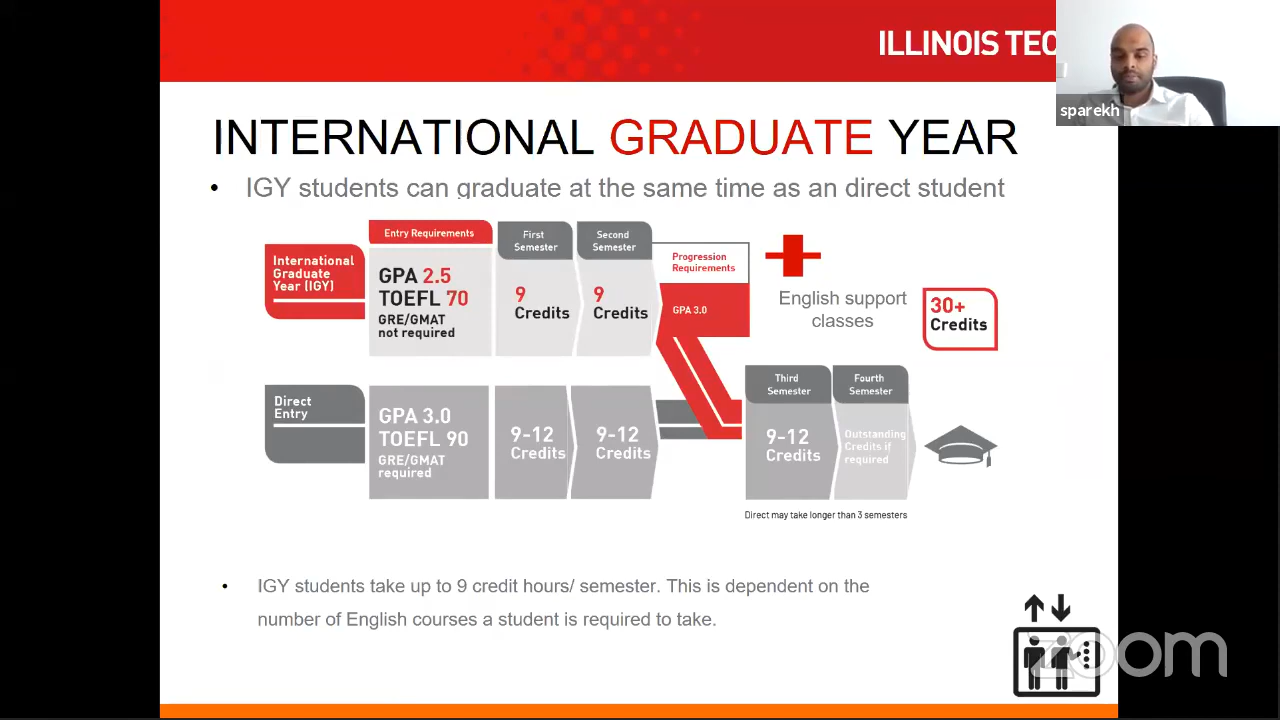 ILLINOIS TEC
sparekh
INTERNATIONAL GRADUATE YEAR
• IGY students can graduate at the same time as an direct student
International
Graduate
Year (IGY)
Entry Requirements
GPA 2.5
TOEFL 70
GRE/GMAT
not required
First
Semester
9
Credits
Second
Semester
9
Credits
Progression
Requirements
GPA 3.0
English support
classes
30+
Credits
Direct
Entry
GPA 3.0
TOEFL 90
GRE/GMAT
required
9-12
Credits
9-12
Credits
Third
Semester
9-12
Credits
Fourth
Semester
Outstanding
Credits if
required
Direct may take longer than 3 semesters
• IGY students take up to 9 credit hours/ semester. This is dependent on the
number of English courses a student is required to take.
zoom